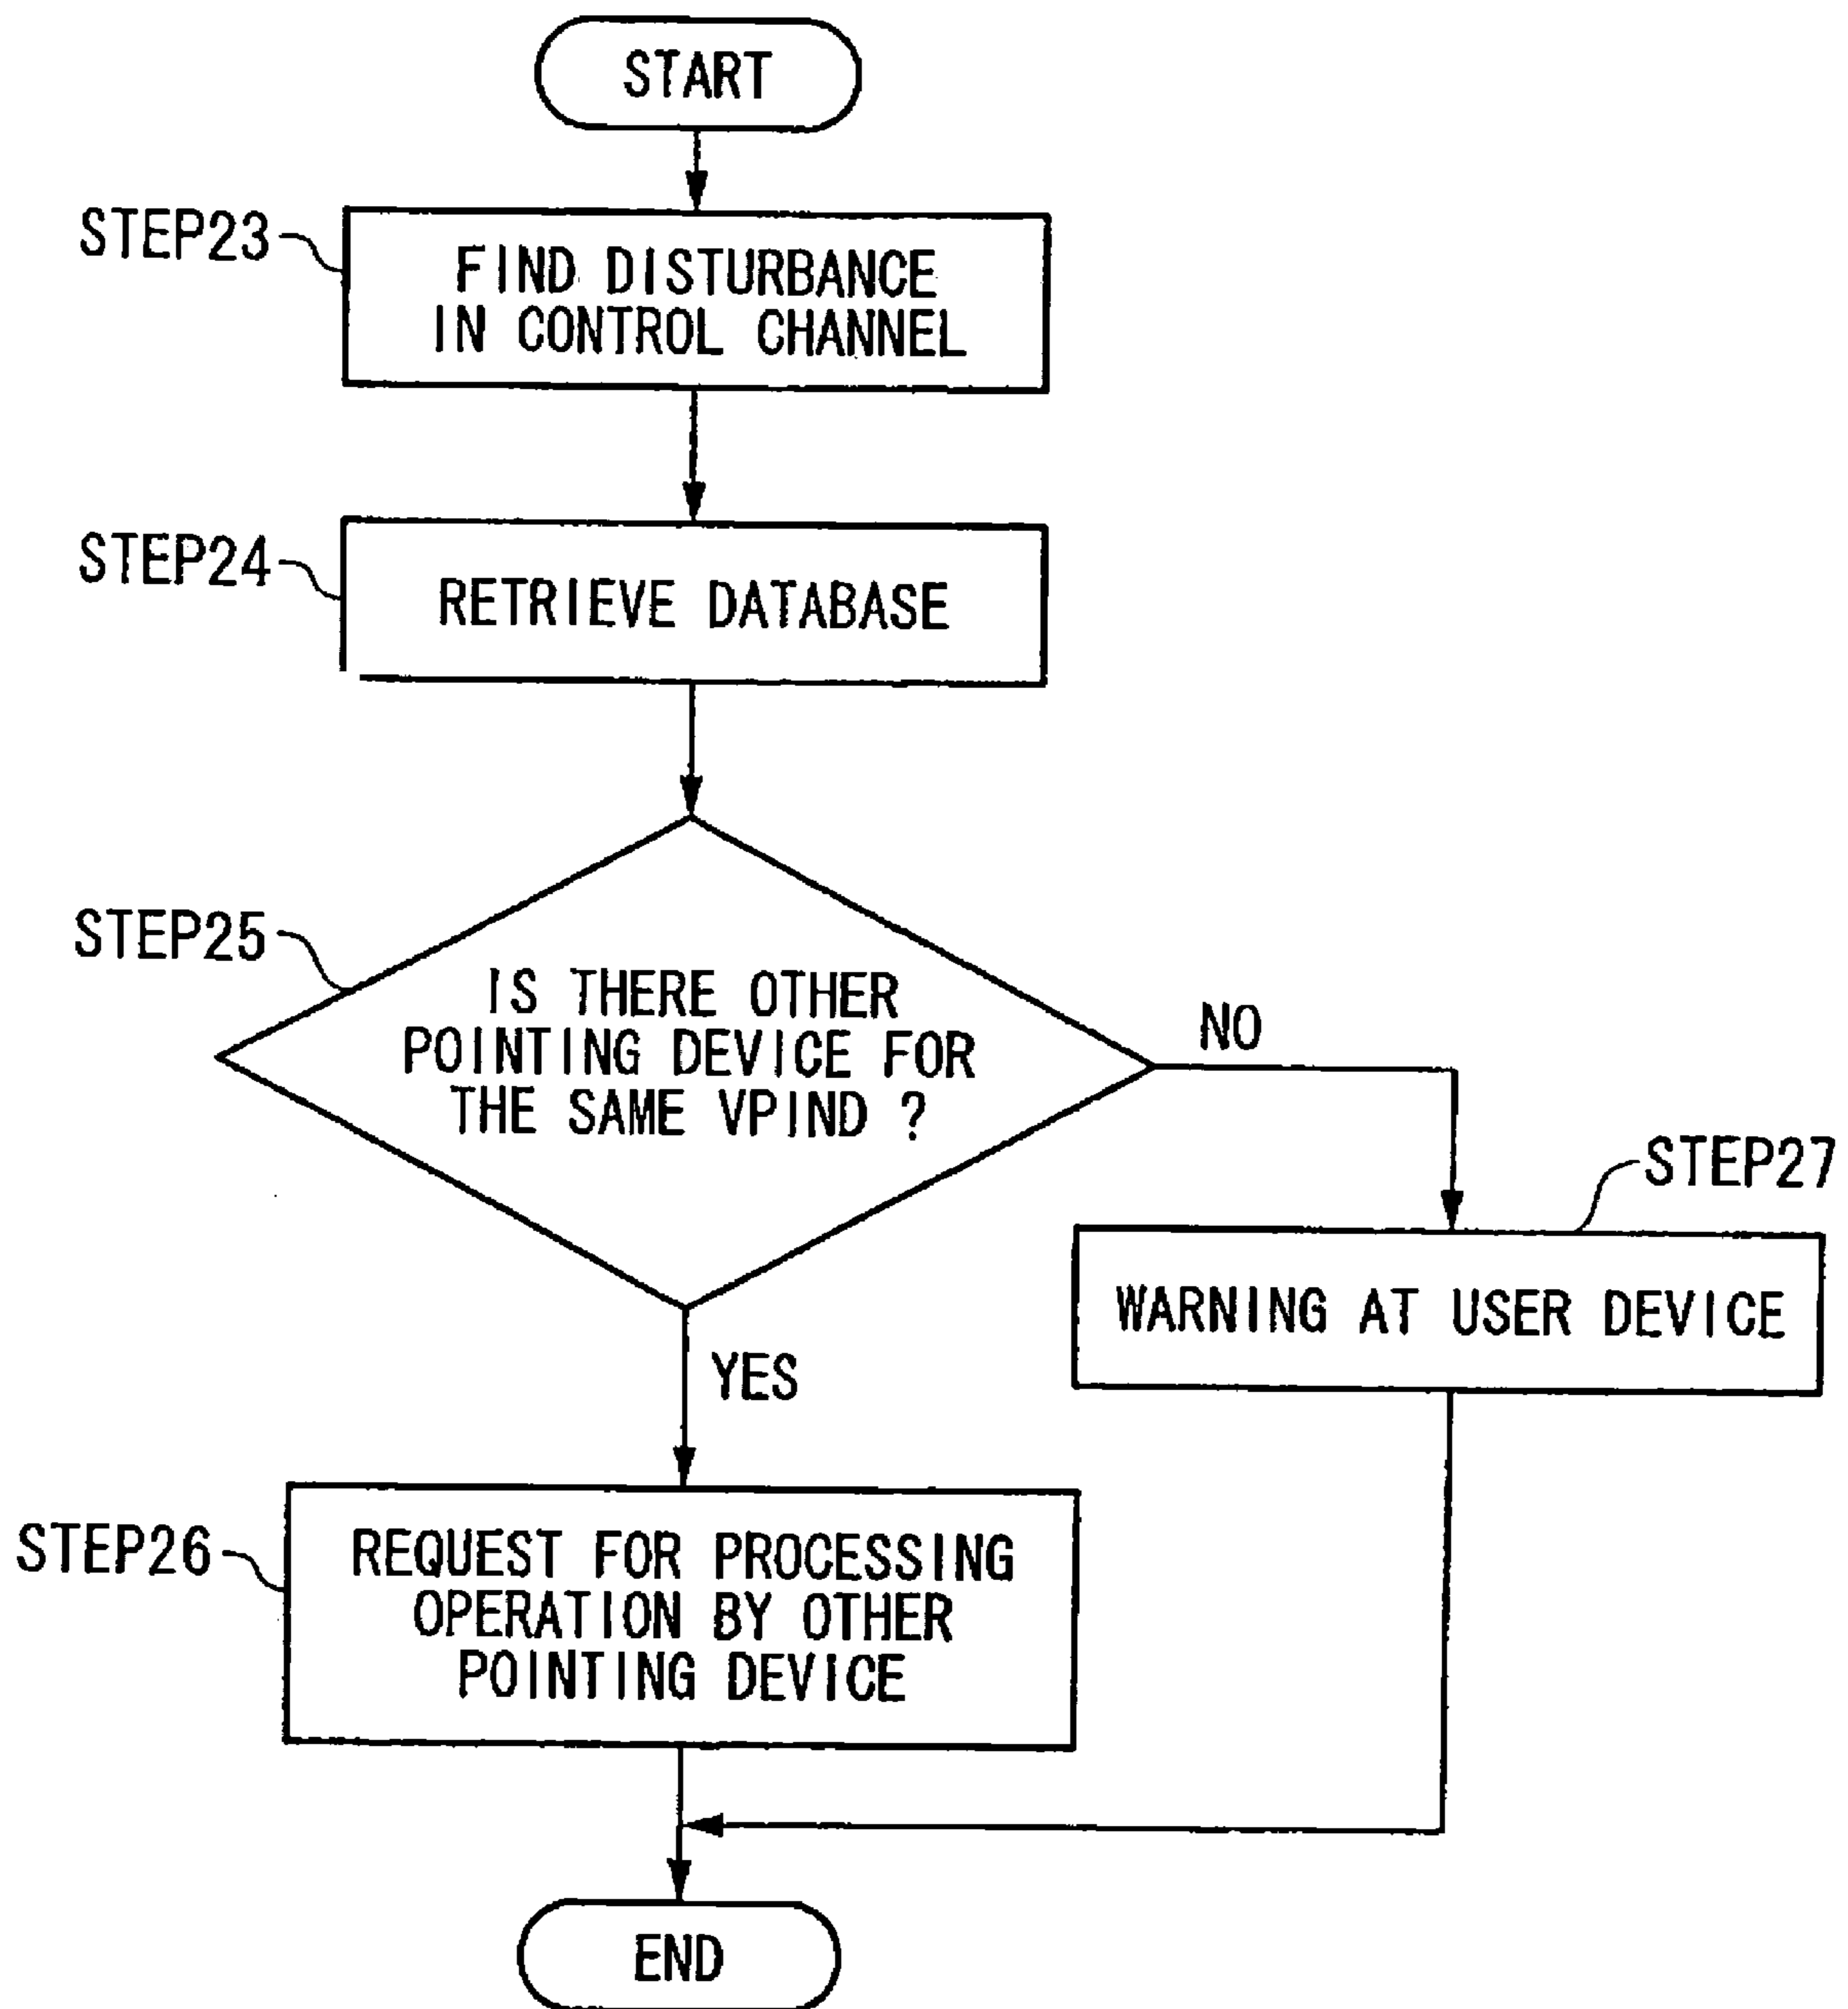 START
STEP23
FIND DISTURBANCE
IN CONTROL CHANNEL
STEP24
RETRIEVE DATABASE
STEP25
IS THERE OTHER
POINTING DEVICE FOR
THE SAME VPIND ?
NO
STEP27
WARNING AT USER DEVICE
YES
STEP26
REQUEST FOR PROCESSING
OPERATION BY OTHER
POINTING DEVICE
END